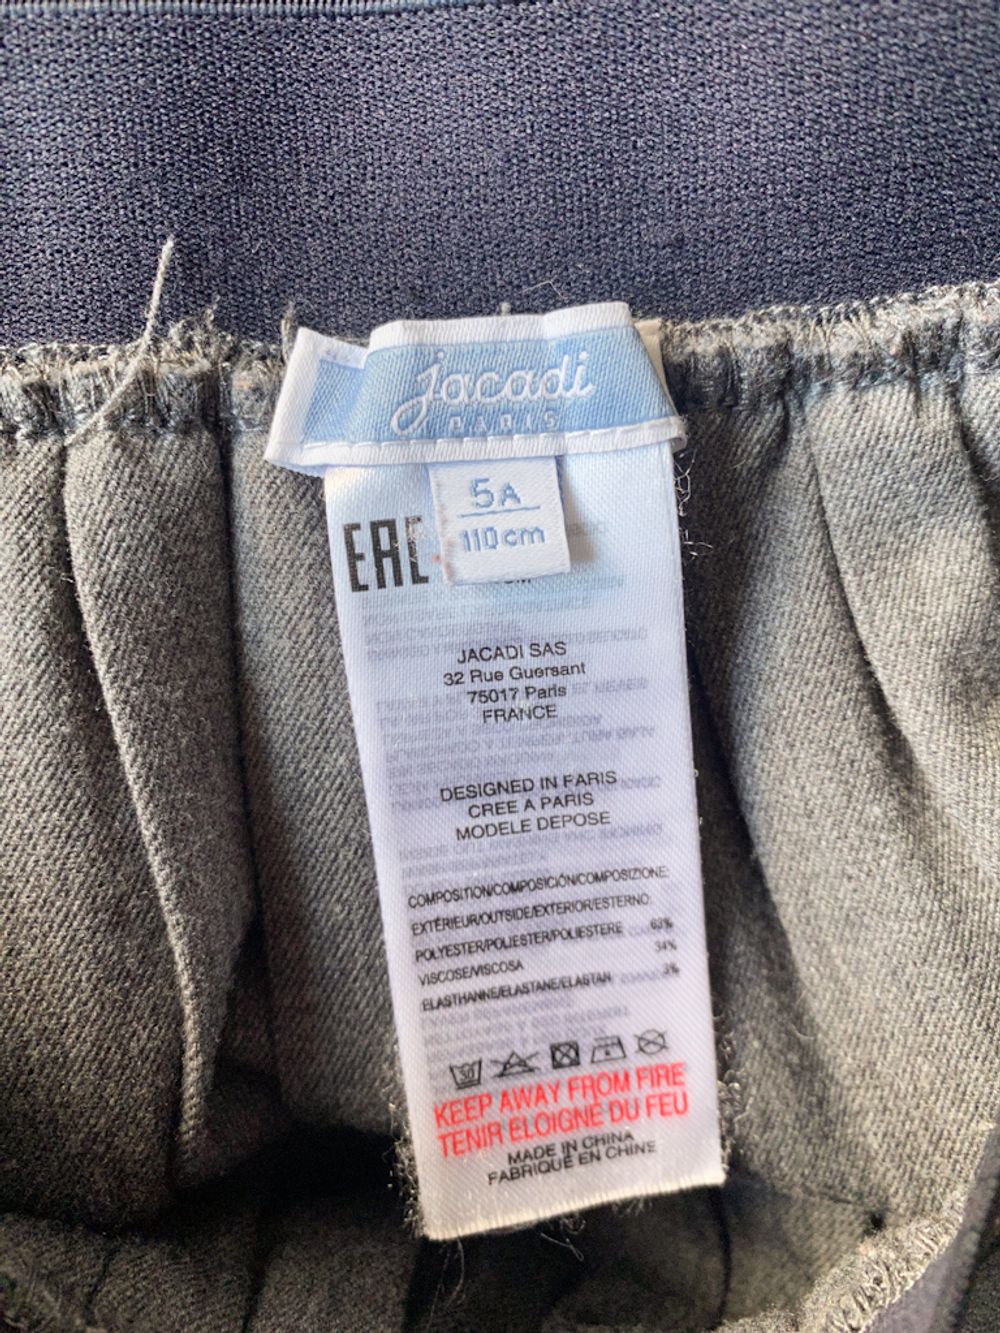 Jacadi
PARIS
5A
110cm
EAC
JACADI SAS
32 Rue Guersant
75017 Paris
FRANCE
DESIGNED IN PARIS
CREE A PARIS
MODELE DEPOSE
COMPOSITION/COMPOSICIÓN/COMPOSIZIONE:
EXTÉRIEUR/OUTSIDE/EXTERIOR/ESTERNO:
POLYESTER/POLIESTER/POLIESTERE 63%
VISCOSE/VISCOSA 34%
ELASTHANNE/ELASTANE/ELASTAN 3%
30
KEEP AWAY FROM FIRE
TENIR ELOIGNE DU FEU
MADE IN CHINA
FABRIQUE EN CHINE